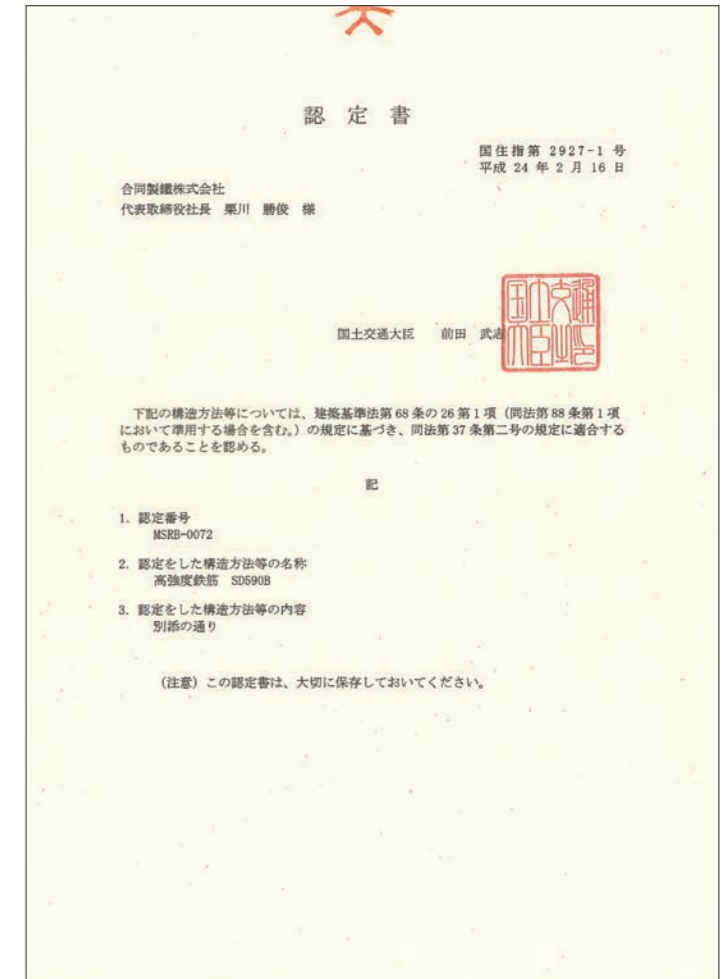 認定書
国住指第 2927-1 号
平成 24 年 2 月 16 日
合同製鐵株式会社
代表取締役社長 栗川 勝俊 様
国土交通大臣 前田 武志
下記の構造方法等については、建築基準法第 68 条の 26 第 1 項（同法第 88 条第 1 項
において準用する場合を含む。）の規定に基づき、同法第 37 条第二号の規定に適合する
ものであることを認める。
記
1. 認定番号
MSRB-0072
2. 認定をした構造方法等の名称
高強度鉄筋 SD590B
3. 認定をした構造方法等の内容
別添の通り
（注意）この認定書は、大切に保存しておいてください。